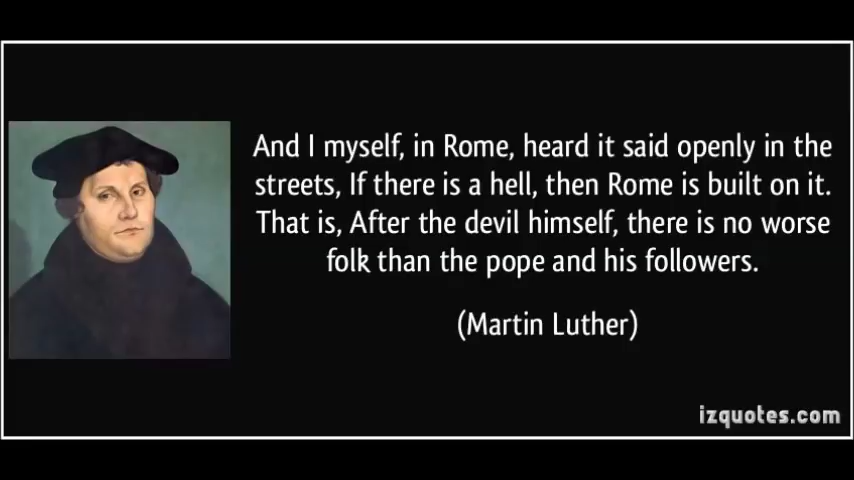 And I myself, in Rome, heard it said openly in the
streets, If there is a hell, then Rome is built on it.
That is, After the devil himself, there is no worse
folk than the pope and his followers.
(Martin Luther)
izquotes.com